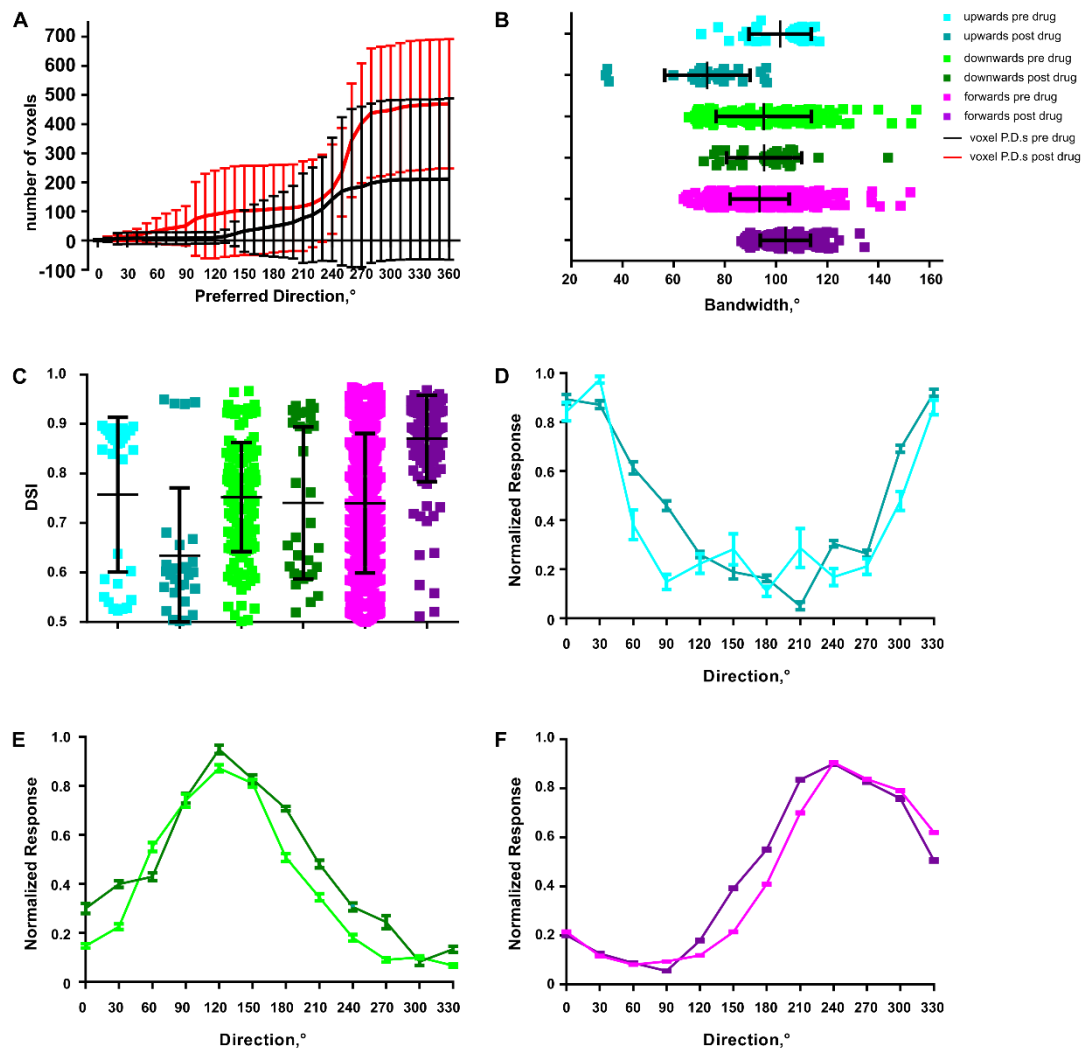 A
700
600
500
400
300
200
100
0
-100
number of voxels
0 30 60 90 120 150 180 210 240 270 300 330 360
Preferred Direction,°
B
20 40 60 80 100 120 140 160
Bandwidth,°
upwards pre drug
upwards post drug
downwards pre drug
downwards post drug
forwards pre drug
forwards post drug
voxel P.D.s pre drug
voxel P.D.s post drug
C
1.0
0.9
0.8
0.7
0.6
0.5
DSI
D
1.0
0.8
0.6
0.4
0.2
0
Normalized Response
0 30 60 90 120 150 180 210 240 270 300 330
Direction,°
E
1.0
0.8
0.6
0.4
0.2
0
Normalized Response
0 30 60 90 120 150 180 210 240 270 300 330
Direction,°
F
1.0
0.8
0.6
0.4
0.2
0
Normalized Response
0 30 60 90 120 150 180 210 240 270 300 330
Direction,°